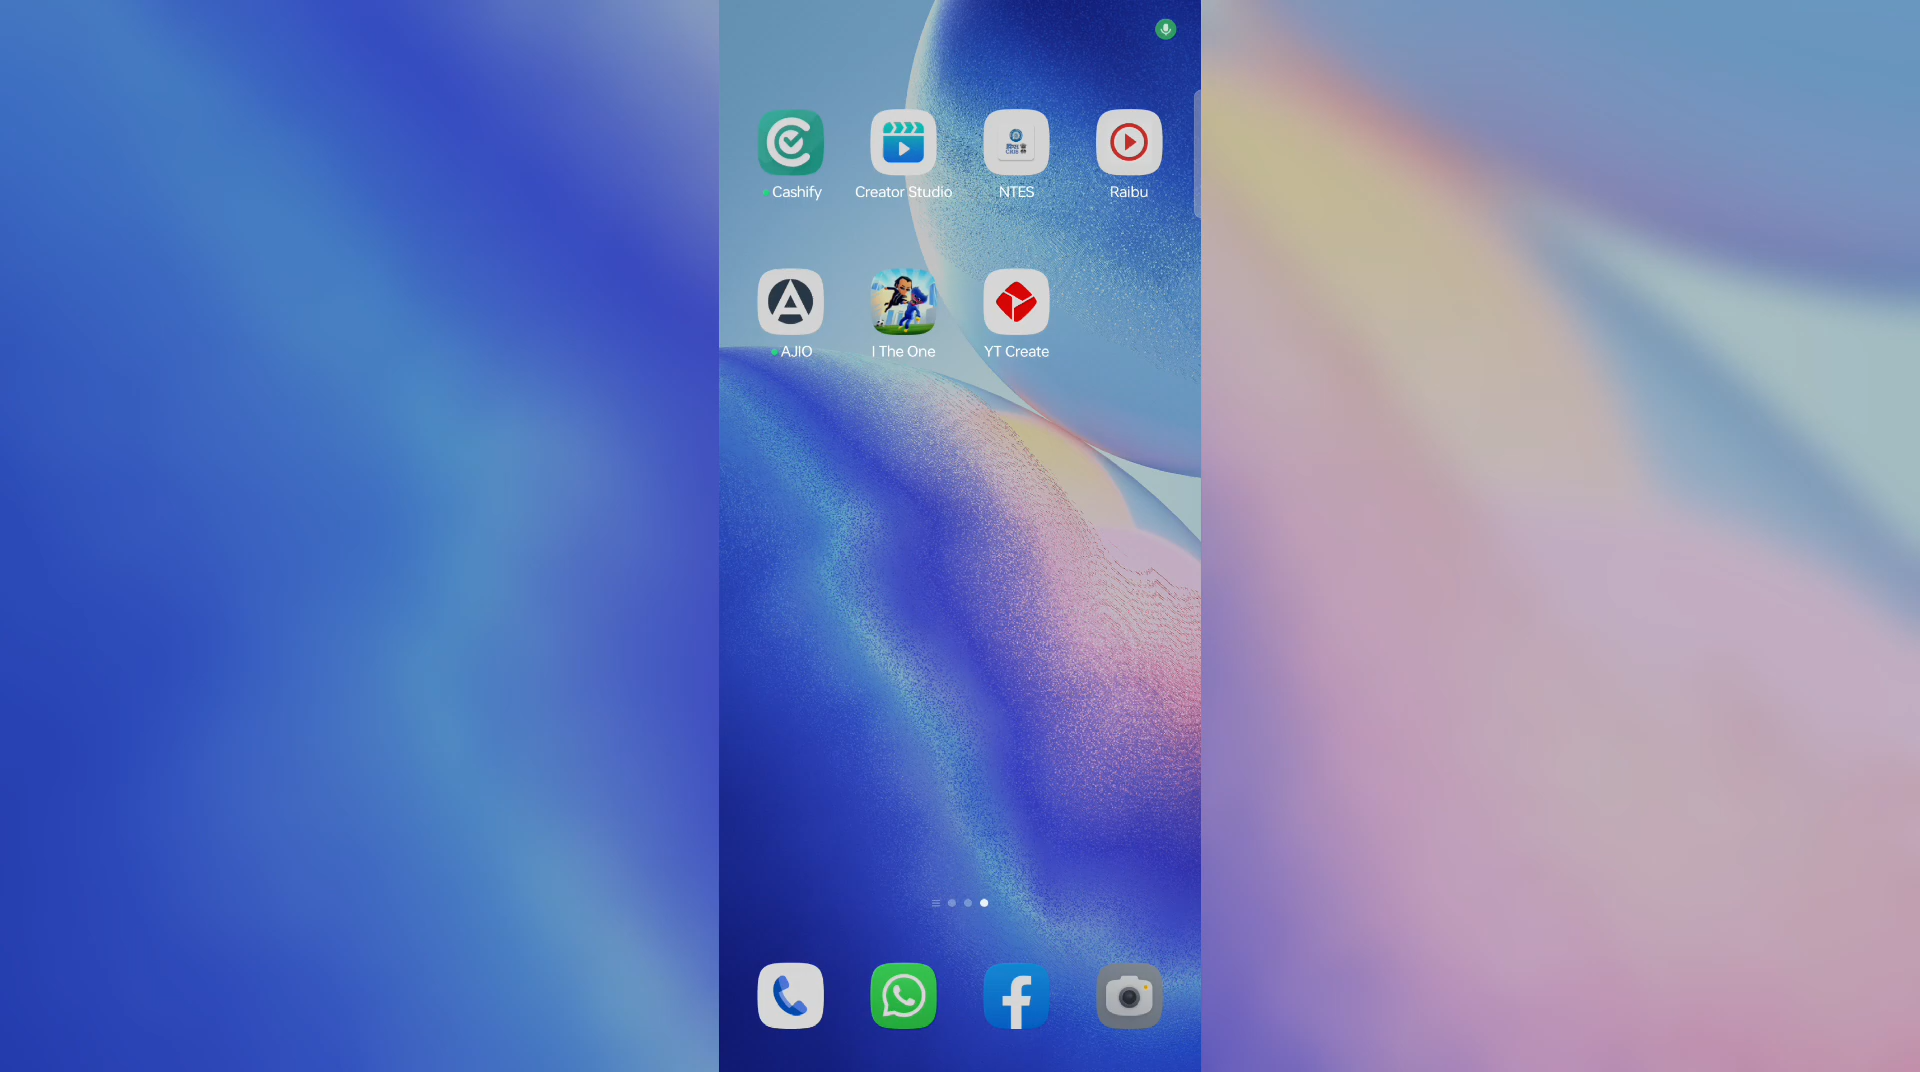 Cashify
Creator Studio
NTES
Raibu
AJIO
I The One
YT Create